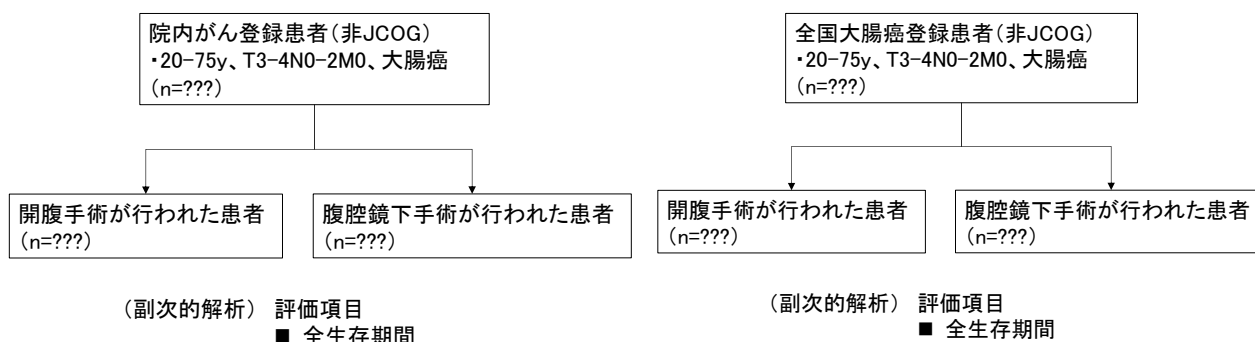 院内がん登録患者(非JCOG)
・20-75y、T3-4N0-2M0、大腸癌
(n=???)
開腹手術が行われた患者
(n=???)
腹腔鏡下手術が行われた患者
(n=???)
(副次的解析) 評価項目
■ 全生存期間
全国大腸癌登録患者(非JCOG)
・20-75y、T3-4N0-2M0、大腸癌
(n=???)
開腹手術が行われた患者
(n=???)
腹腔鏡下手術が行われた患者
(n=???)
(副次的解析) 評価項目
■ 全生存期間